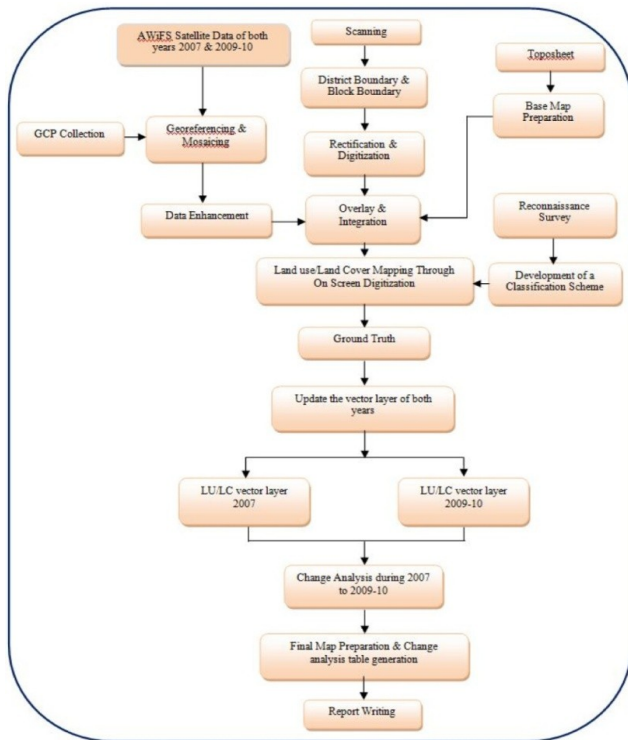 AWiFS Satellite Data of both
years 2007 & 2009-10
Scanning
Toposheet
District Boundary &
Block Boundary
Base Map
Preparation
GCP Collection
Georeferencing &
Mosaicing
Rectification &
Digitization
Data Enhancement
Overlay &
Integration
Reconnaissance
Survey
Land use/Land Cover Mapping Through
On Screen Digitization
Development of a
Classification Scheme
Ground Truth
Update the vector layer of both
years
LU/LC vector layer
2007
LU/LC vector layer
2009-10
Change Analysis during 2007
to 2009-10
Final Map Preparation & Change
analysis table generation
Report Writing